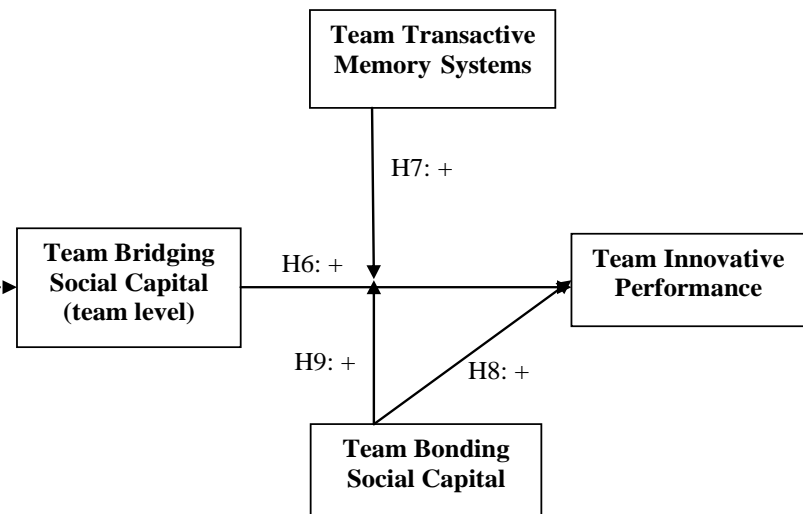 Team Transactive
Memory Systems
H7: +
Team Bridging
Social Capital
(team level)
H6: +
Team Innovative
Performance
H9: +
H8: +
Team Bonding
Social Capital